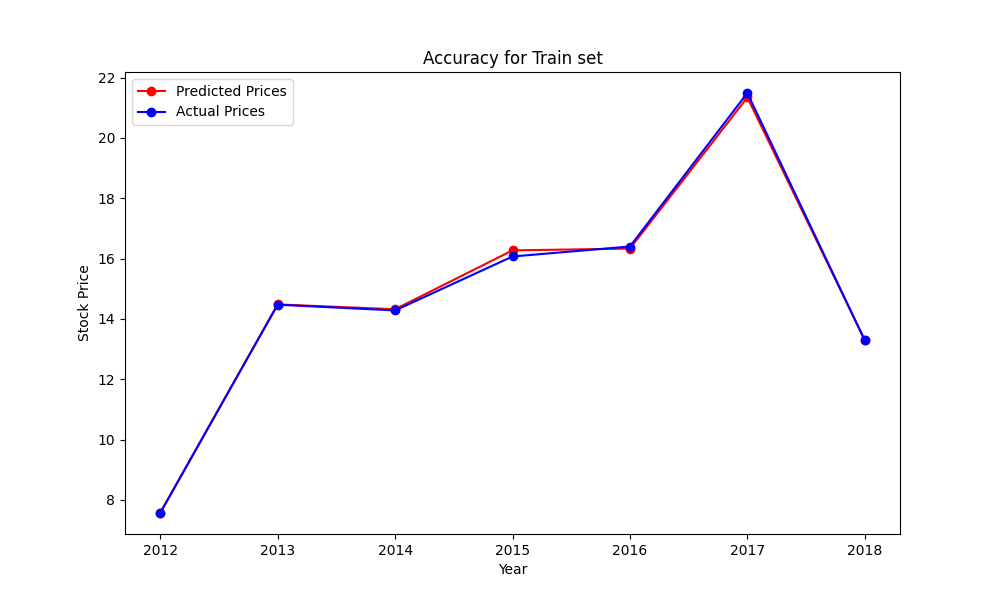 Accuracy for Train set
Predicted Prices
Actual Prices
22
20
18
16
14
12
10
8
Stock Price
2012 2013 2014 2015 2016 2017 2018
Year